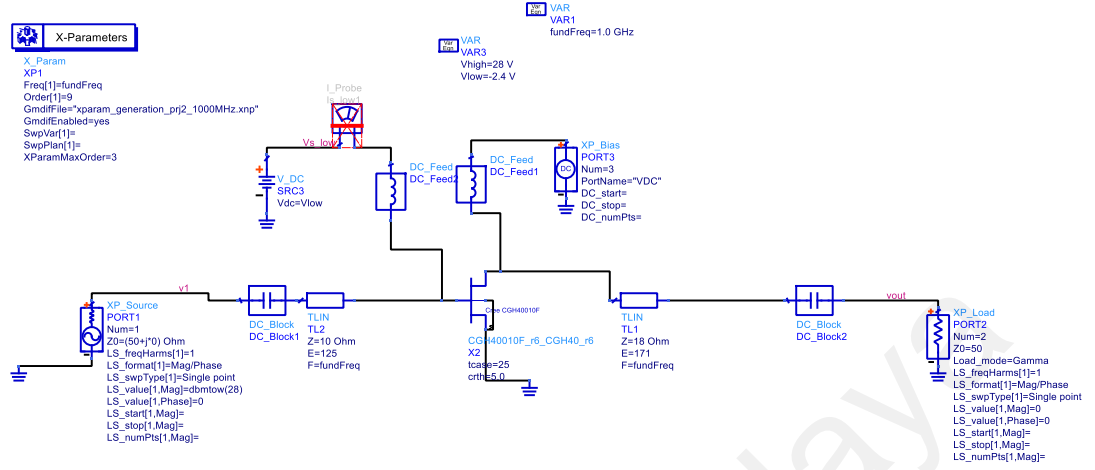 Var
Eqn
VAR
VAR1
fundFreq=1.0 GHz
X-Parameters
Var
Eqn
VAR
VAR3
Vhigh=28 V
Vlow=-2.4 V
X_Param
XP1
Freq[1]=fundFreq
Order[1]=9
GmdifFile="xparam_generation_prj2_1000MHz.xnp"
GmdifEnabled=yes
SwpVar[1]=
SwpPlan[1]=
XParamMaxOrder=3
I_Probe
Is_low1
Vs_low
V_DC
SRC3
Vdc=Vlow
DC_Feed
DC_Feed2
DC_Feed
DC_Feed1
DC
XP_Bias
PORT3
Num=3
PortName="VDC"
DC_start=
DC_stop=
DC_numPts=
v1
XP_Source
PORT1
Num=1
Z0=(50+j*0) Ohm
LS_freqHarms[1]=1
LS_format[1]=Mag/Phase
LS_swpType[1]=Single point
LS_value[1,Mag]=dbmtow(28)
LS_value[1,Phase]=0
LS_start[1,Mag]=
LS_stop[1,Mag]=
LS_numPts[1,Mag]=
DC_Block
DC_Block1
TLIN
TL2
Z=10 Ohm
E=125
F=fundFreq
Cree CGH40010F
CGH40010F_r6_CGH40_r6
X2
tcase=25
crth=5.0
TLIN
TL1
Z=18 Ohm
E=171
F=fundFreq
DC_Block
DC_Block2
vout
XP_Load
PORT2
Num=2
Z0=50
Load_mode=Gamma
LS_freqHarms[1]=1
LS_format[1]=Mag/Phase
LS_swpType[1]=Single point
LS_value[1,Mag]=0
LS_value[1,Phase]=0
LS_start[1,Mag]=
LS_stop[1,Mag]=
LS_numPts[1,Mag]=